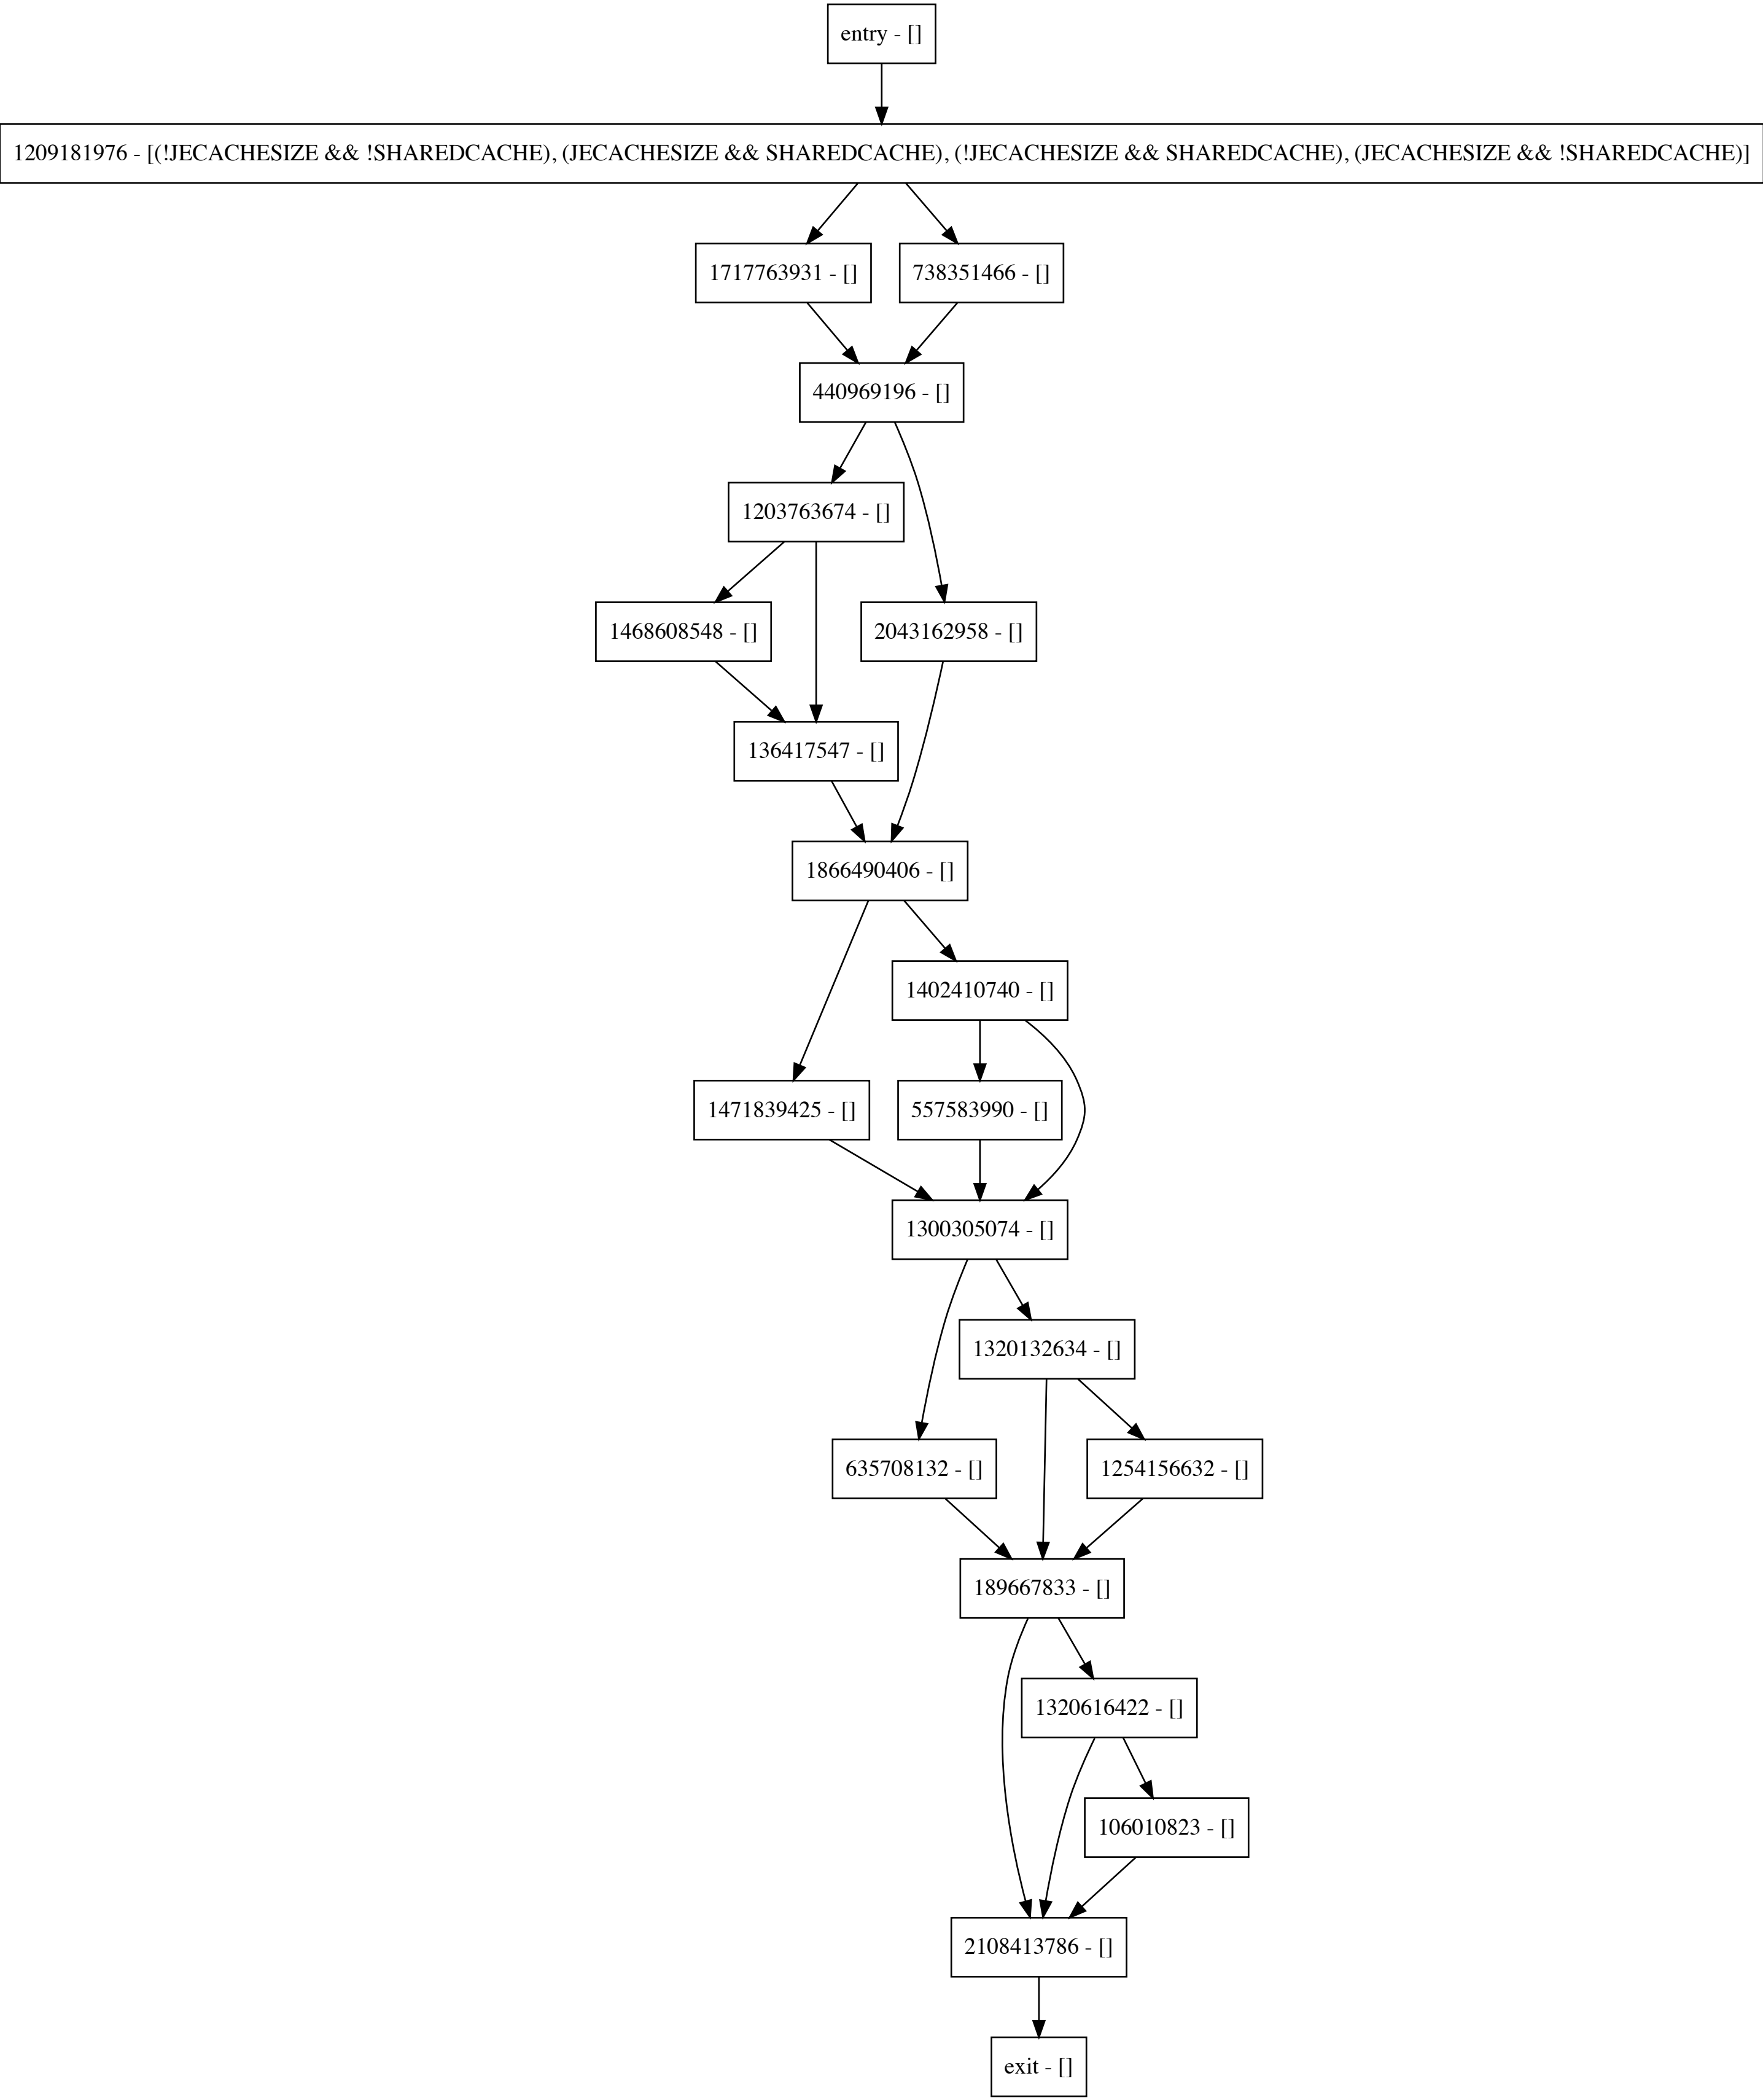 entry - []
1209181976 - [(!JECACHESIZE && !SHAREDCACHE), (JECACHESIZE && SHAREDCACHE), (!JECACHESIZE && SHAREDCACHE), (JECACHESIZE && !SHAREDCACHE)]
1717763931 - []
738351466 - []
440969196 - []
1203763674 - []
1468608548 - []
2043162958 - []
136417547 - []
1866490406 - []
1402410740 - []
1471839425 - []
557583990 - []
1300305074 - []
1320132634 - []
635708132 - []
1254156632 - []
189667833 - []
1320616422 - []
106010823 - []
2108413786 - []
exit - []